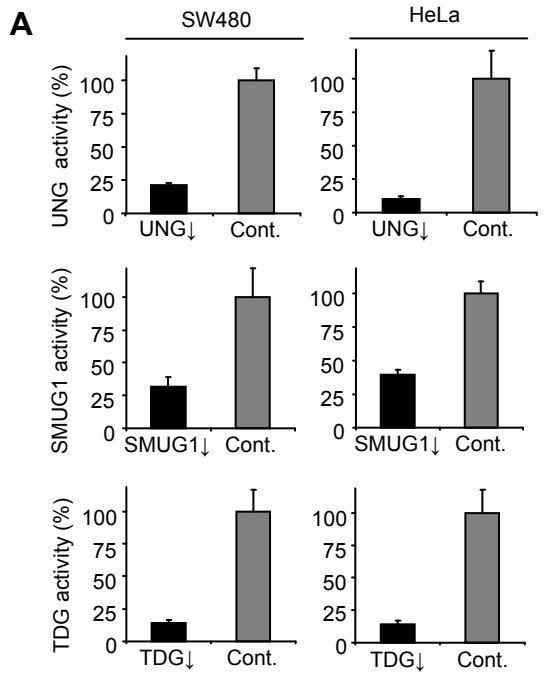 A
SW480 HeLa
UNG activity (%)
100 100
75 75
50 50
25 25
0 0
UNG↓ Cont. UNG↓ Cont.
SMUG1 activity (%)
100 100
75 75
50 50
25 25
0 0
SMUG1↓ Cont. SMUG1↓ Cont.
TDG activity (%)
100 100
75 75
50 50
25 25
0 0
TDG↓ Cont. TDG↓ Cont.